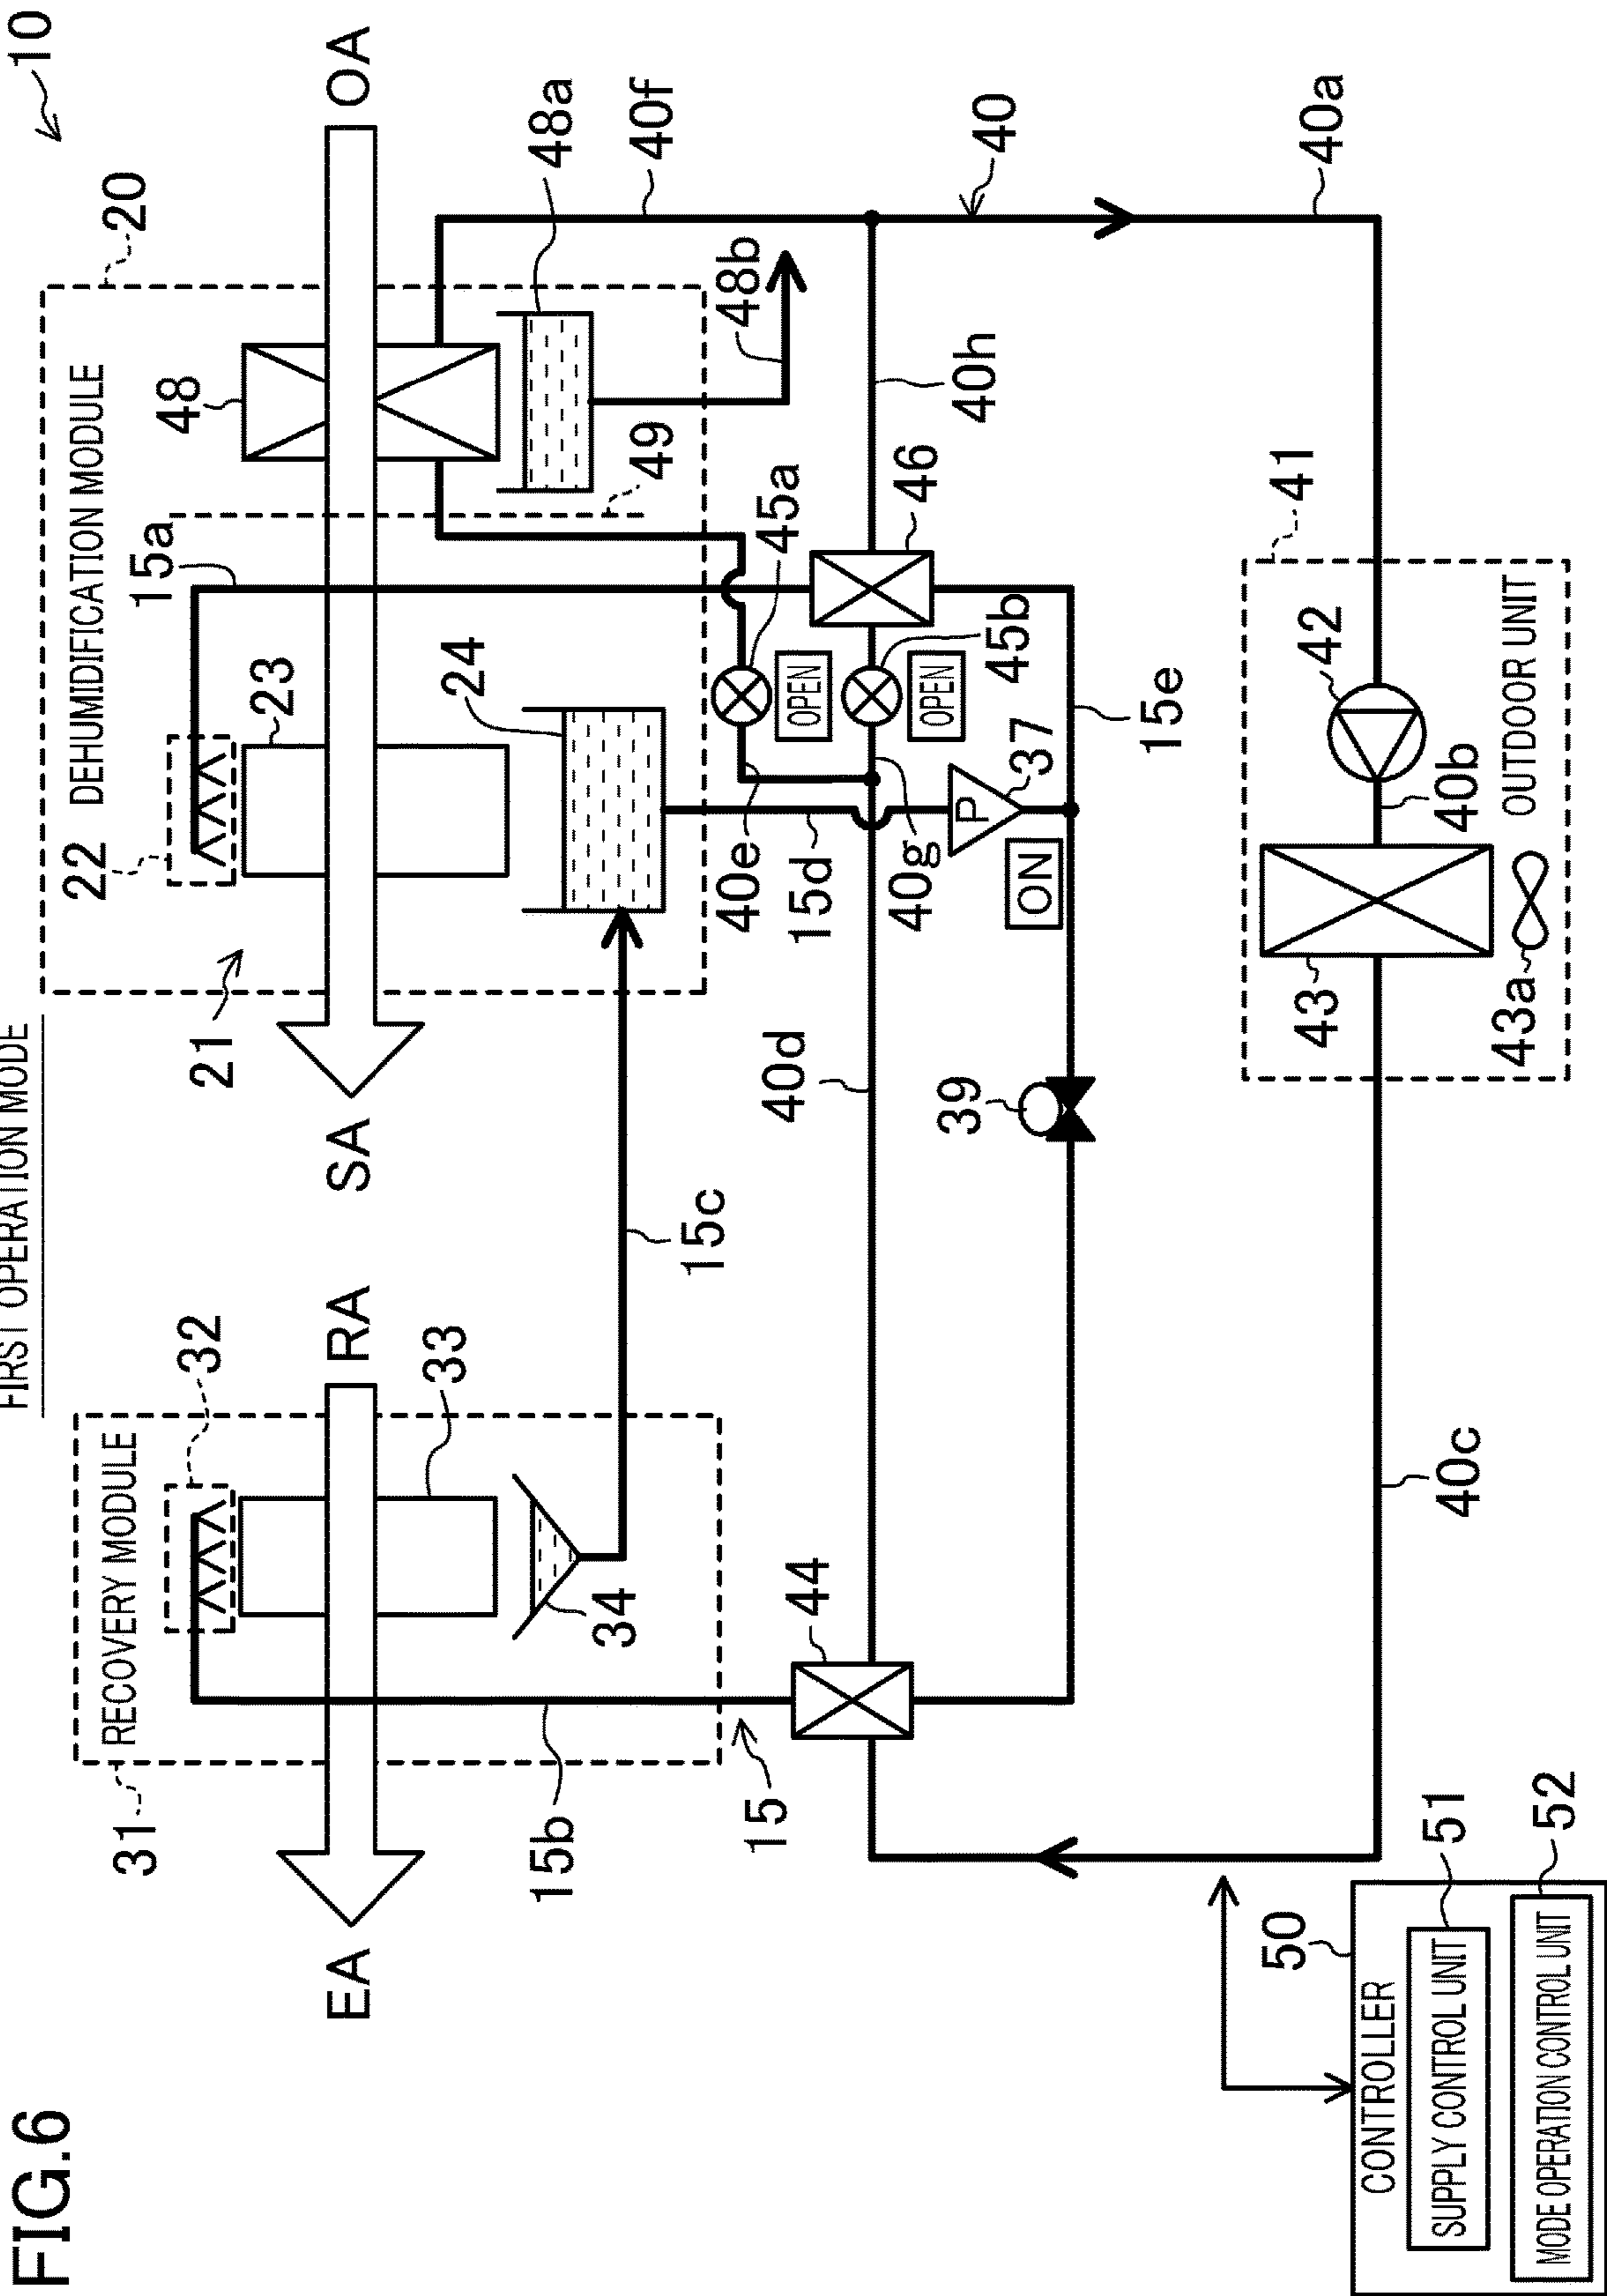 FIG.6
FIRST OPERATION MODE
10
31
RECOVERY MODULE
32
20
DEHUMIDIFICATION MODULE
22
23
15a
48
EA
RA
SA
OA
33
21
24
49
48a
40f
34
15b
15c
48b
15
44
40d
40e
15d
40g
45a
OPEN
45b
OPEN
46
40h
40
39
P
37
ON
15e
40c
41
43
43a
42
40b
OUTDOOR UNIT
40a
50
CONTROLLER
51
SUPPLY CONTROL UNIT
52
MODE OPERATION CONTROL UNIT